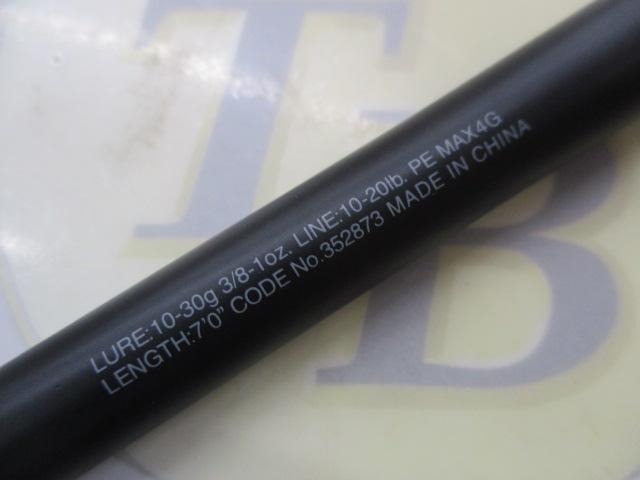 LURE:10-30g 3/8-1oz. LINE:10-20lb. PE MAX4G
LENGTH:7'0" CODE No.352873 MADE IN CHINA
TB